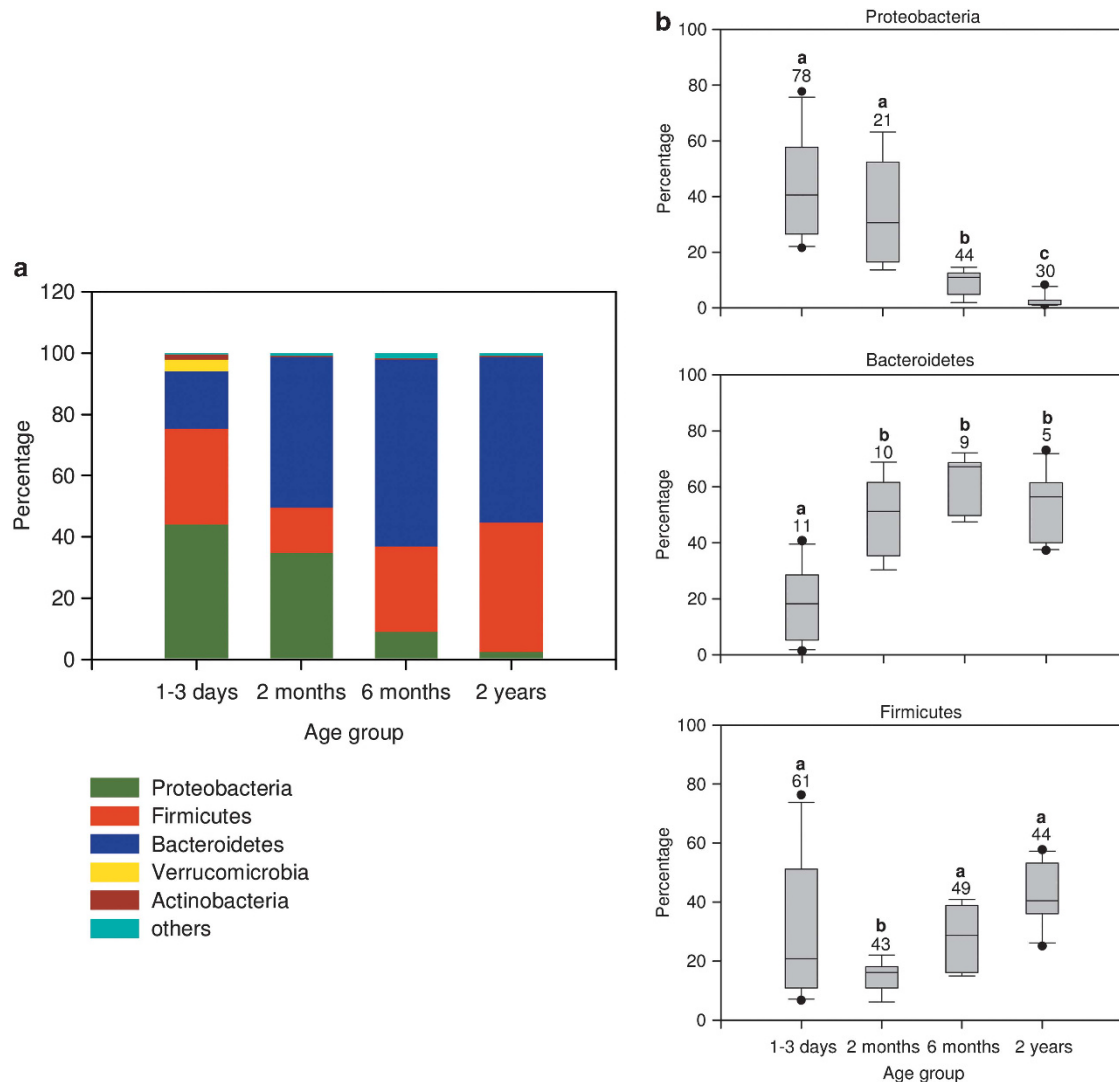 a
120
100
80
60
40
20
0
Percentage
1-3 days 2 months 6 months 2 years
Age group
Proteobacteria
Firmicutes
Bacteroidetes
Verrucomicrobia
Actinobacteria
others
b
Proteobacteria
100
80
60
40
20
0
Percentage
a
78
a
21
b
44
c
30
Bacteroidetes
100
80
60
40
20
0
Percentage
a
11
b
10
b
9
b
5
Firmicutes
100
80
60
40
20
0
Percentage
a
61
b
43
a
49
a
44
1-3 days 2 months 6 months 2 years
Age group